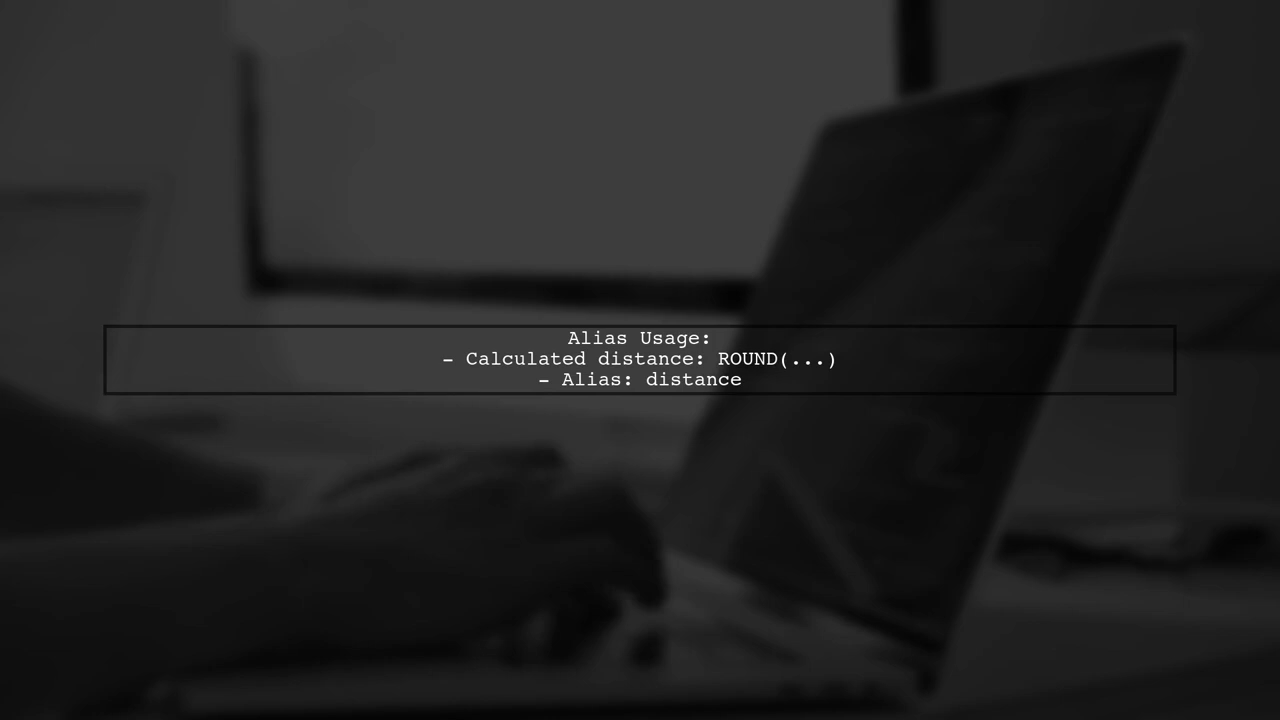 Alias Usage:
- Calculated distance: ROUND(...)
- Alias: distance